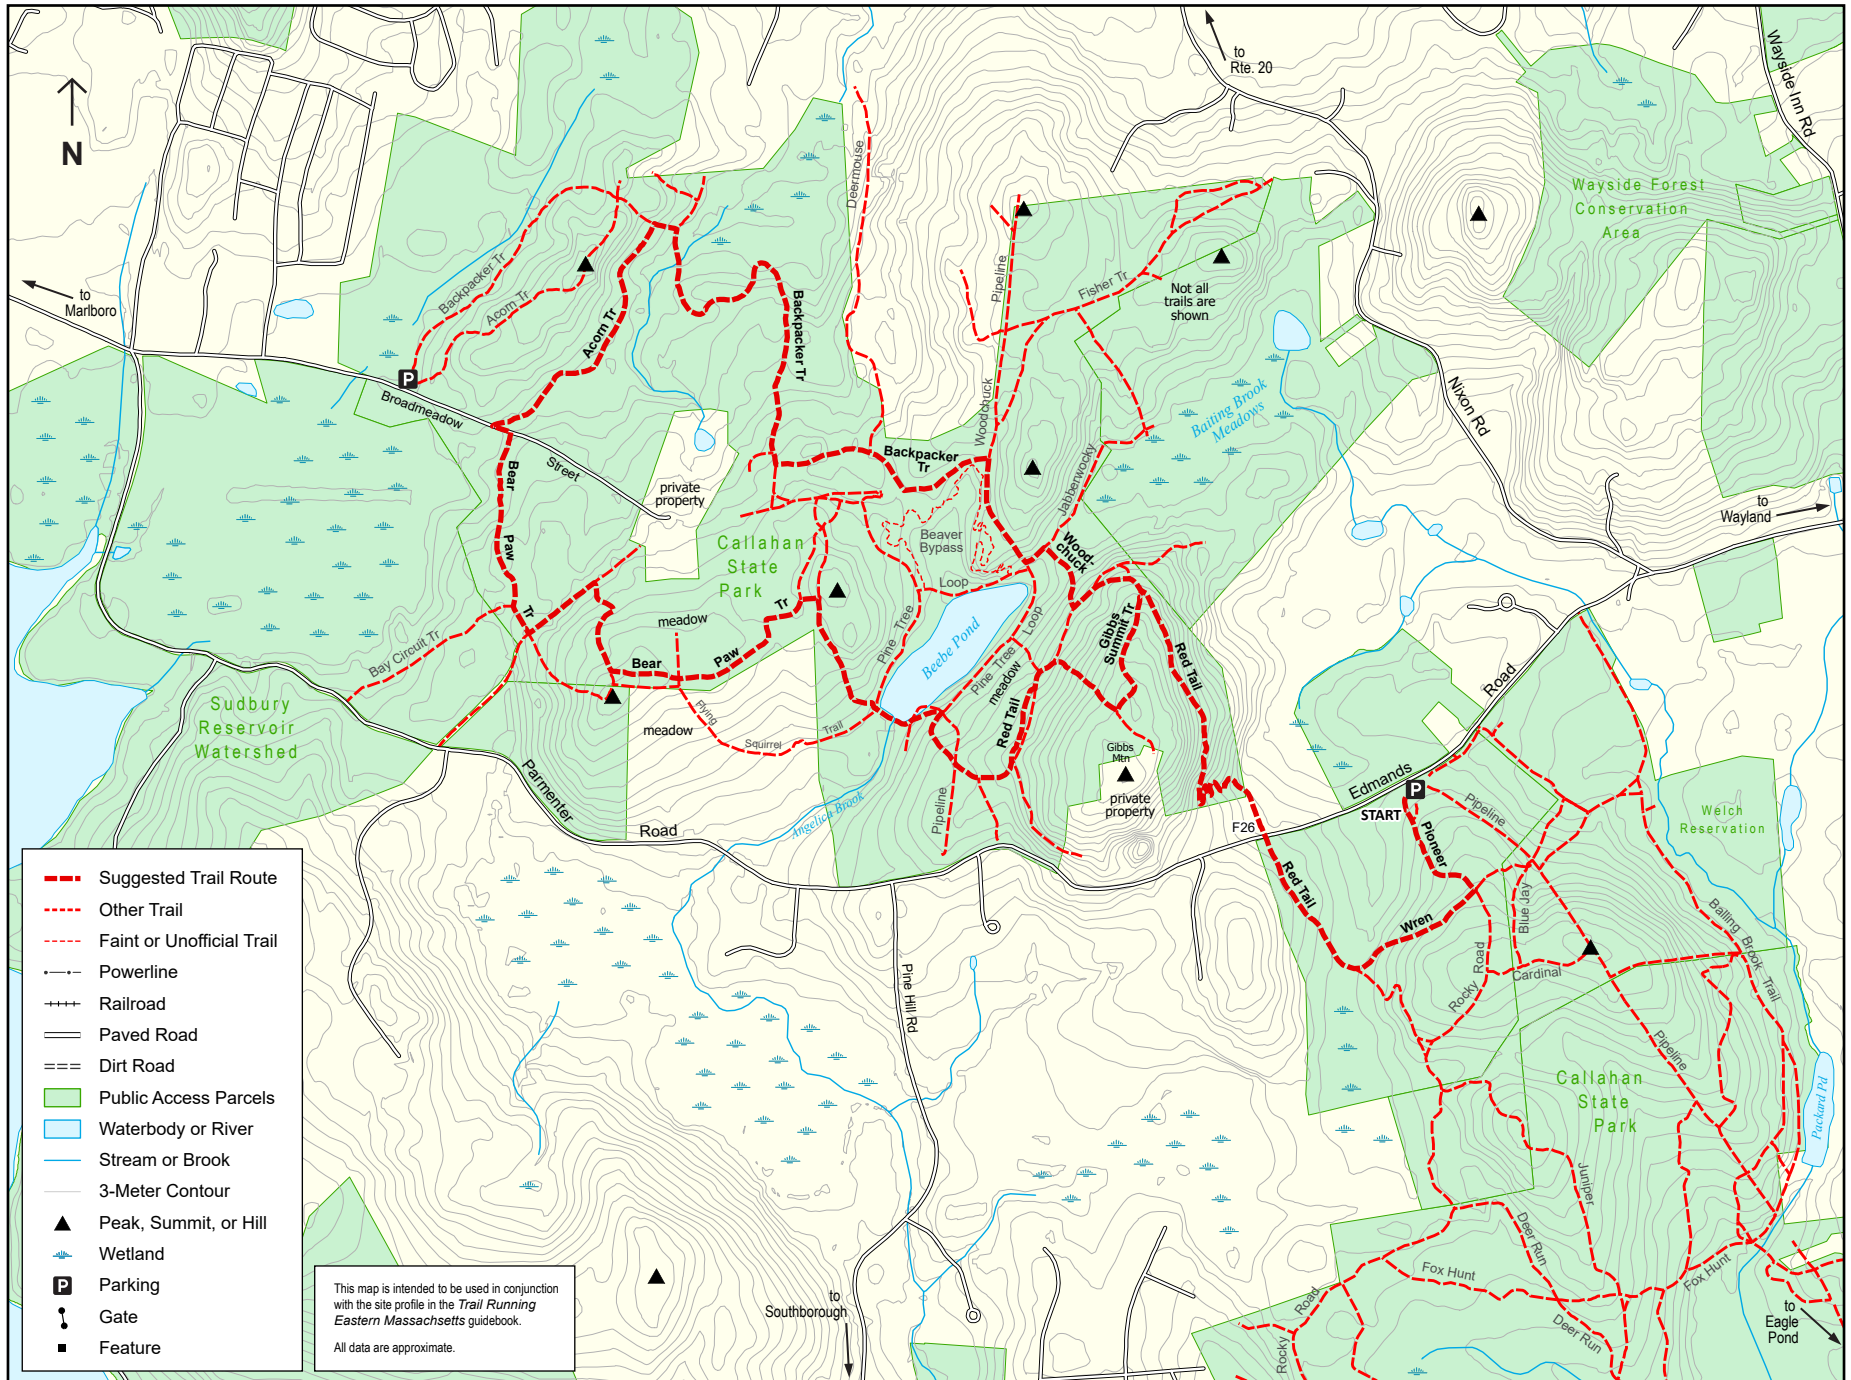 to
Rte. 20
Wayside Inn Rd
N
Wayside Forest
Conservation
Area
to
Marlboro
Deermouse
Backpacker Tr
Acorn Tr
Acorn Tr
Backpacker Tr
Pipeline
Fisher Tr
Not all
trails are
shown
P
Broadmeadow
Street
Nixon Rd
Woodchuck
Baiting Brook
Meadows
Backpacker
Tr
Jabberwocky
Bear
Paw
Tr
private
property
to
Wayland
Beaver
Bypass
Callahan
State
Park
Wood-
chuck
Loop
Loop
Tr
Bay Circuit Tr
meadow
Bear
Paw
Pine Tree
Beebe Pond
Pine Tree
meadow
Gibbs
Summit Tr
Red Tail
Red Tail
Sudbury
Reservoir
Watershed
Flying
Squirrel
Trail
meadow
Road
Edmands
Gibbs
Mtn
private
property
P
START
Pipeline
Pioneer
Parmenter
Road
Angelica Brook
Pipeline
F26
Welch
Reservation
Red Tail
Wren
Blue Jay
Balling Brook Trail
Rocky Road
Cardinal
Pine Hill Rd
Pipeline
Callahan
State
Park
Packard Pd
Juniper
Deer Run
Fox Hunt
Fox Hunt
Rocky
Road
Deer Run
to
Southborough
to
Eagle
Pond
Suggested Trail Route
Other Trail
Faint or Unofficial Trail
Powerline
Railroad
Paved Road
Dirt Road
Public Access Parcels
Waterbody or River
Stream or Brook
3-Meter Contour
Peak, Summit, or Hill
Wetland
P Parking
Gate
Feature
This map is intended to be used in conjunction
with the site profile in the Trail Running
Eastern Massachsetts guidebook.
All data are approximate.